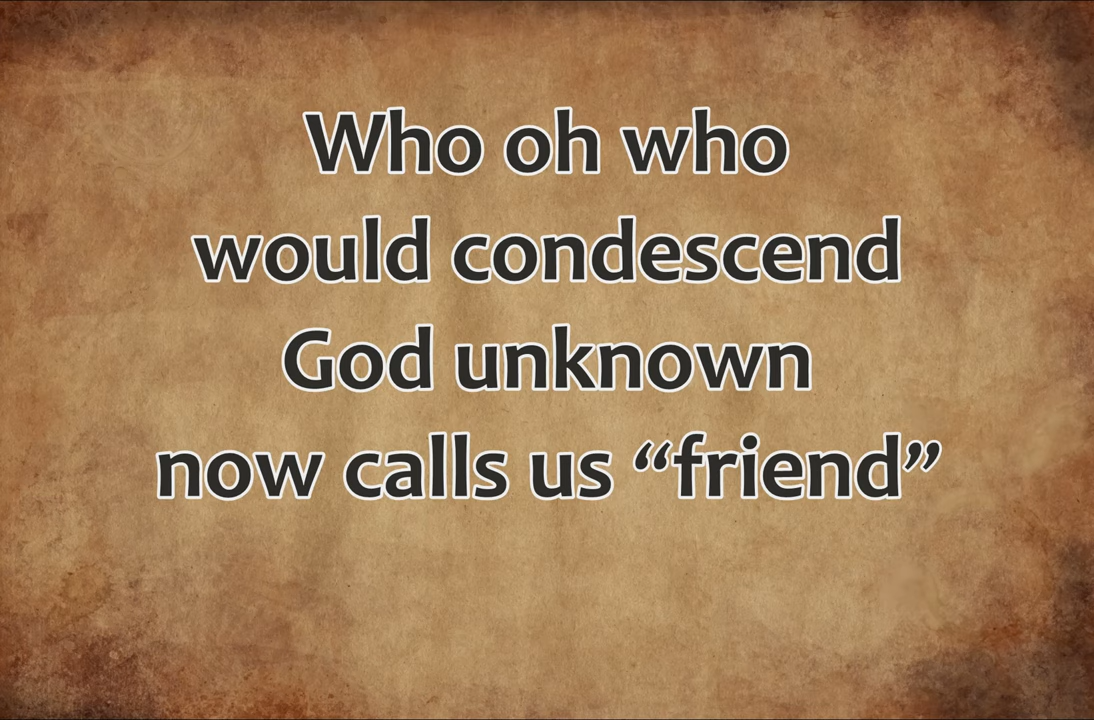 Who oh who
would condescend
God unknown
now calls us “friend”